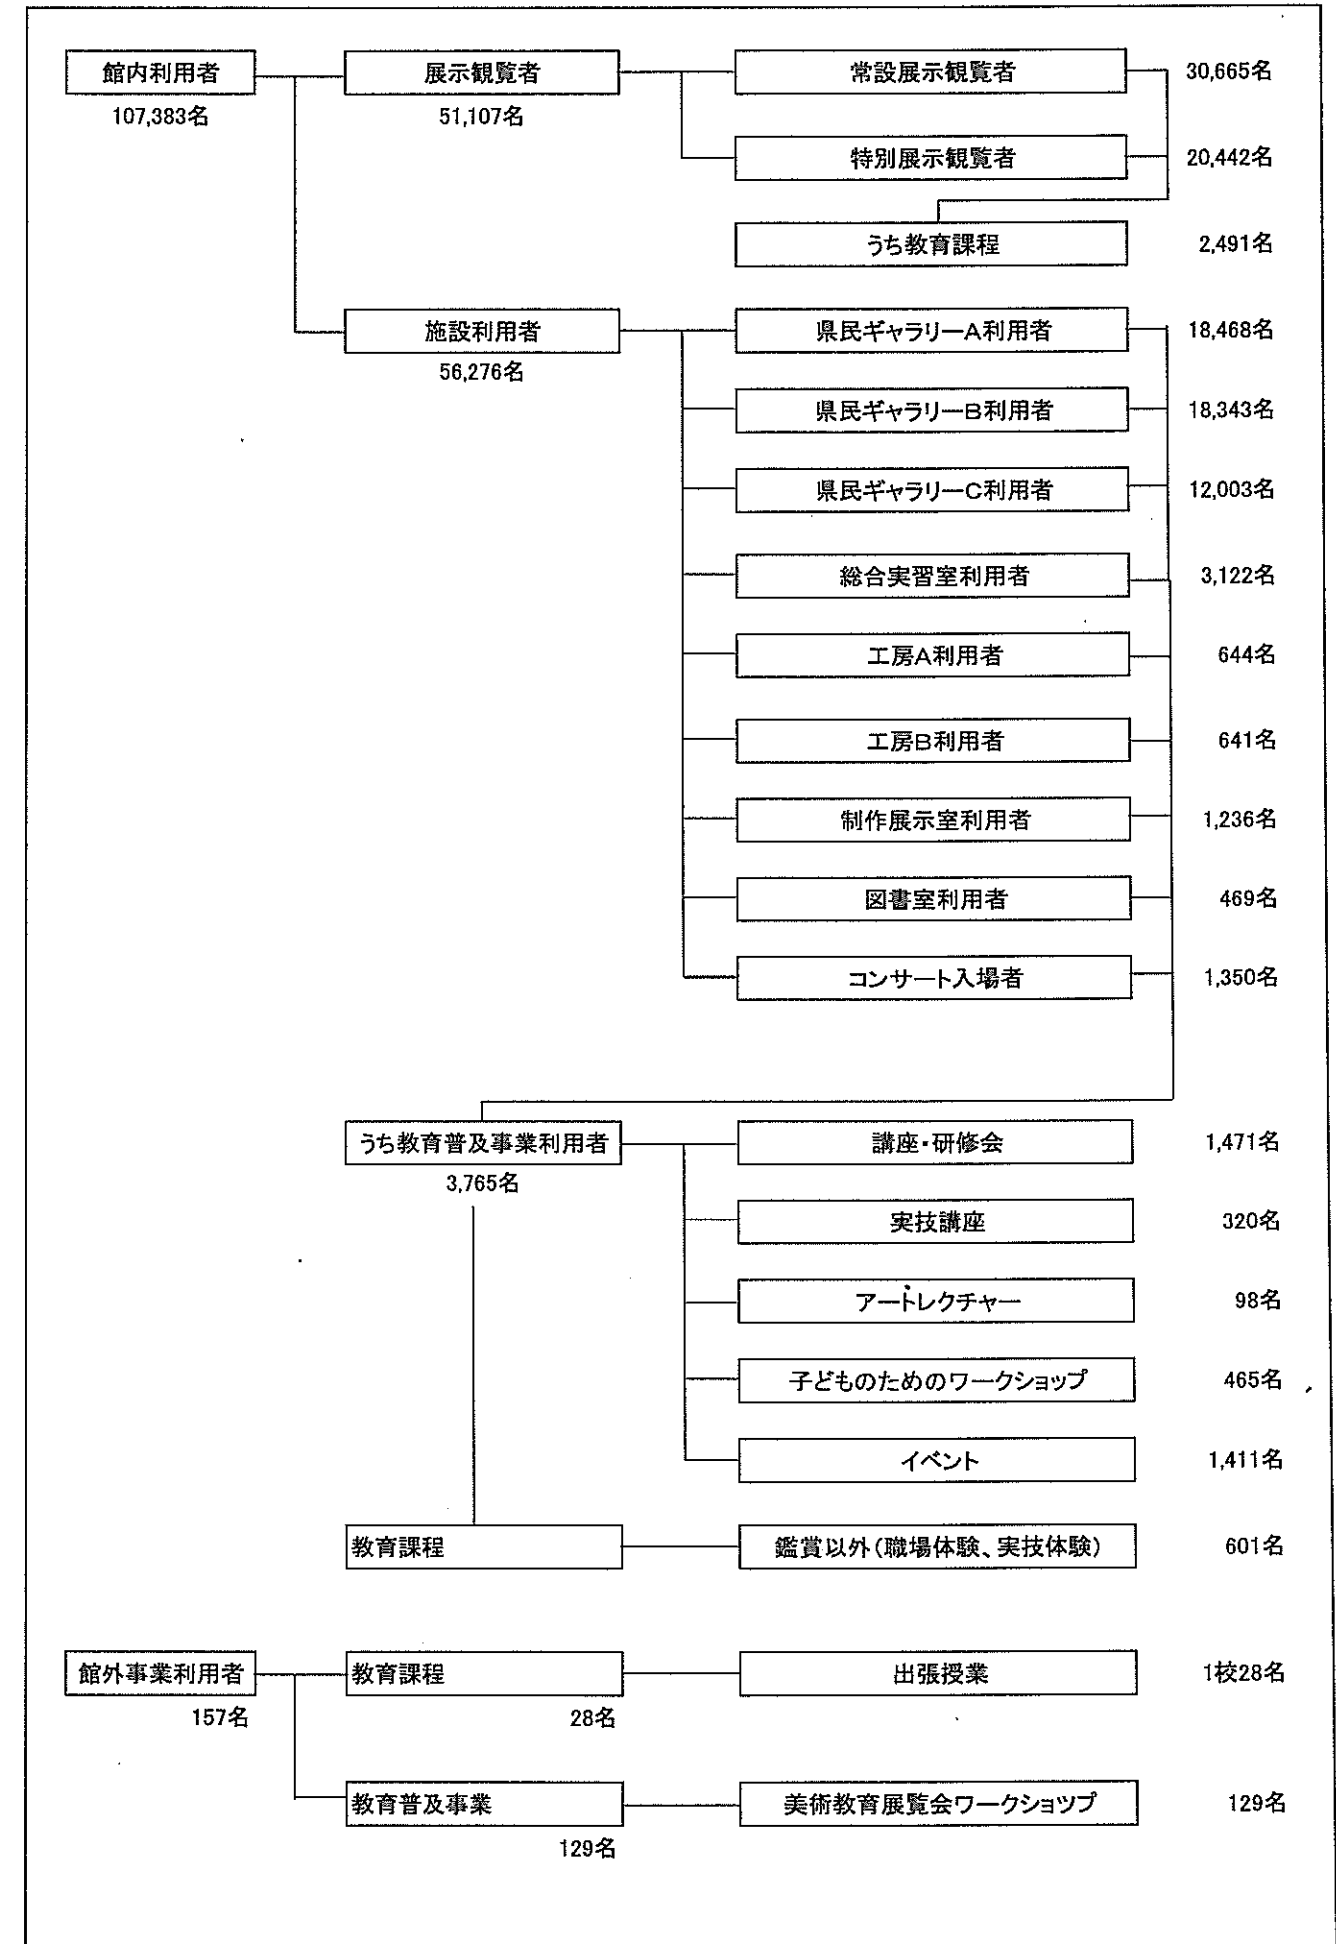 館内利用者 展示観覧者 常設展示観覧者 30,665名
107,383名 51,107名
特別展示観覧者 20,442名
うち教育課程 2,491名
施設利用者 県民ギャラリーA利用者 18,468名
56,276名
県民ギャラリーB利用者 18,343名
県民ギャラリーC利用者 12,003名
総合実習室利用者 3,122名
工房A利用者 644名
工房B利用者 641名
制作展示室利用者 1,236名
図書室利用者 469名
コンサート入場者 1,350名
うち教育普及事業利用者 講座・研修会 1,471名
3,765名
実技講座 320名
アートレクチャー 98名
子どものためのワークショップ 465名
イベント 1,411名
教育課程 鑑賞以外(職場体験、実技体験) 601名
館外事業利用者 教育課程 出張授業 1校28名
157名 28名
教育普及事業 美術教育展覧会ワークショツプ 129名
129名